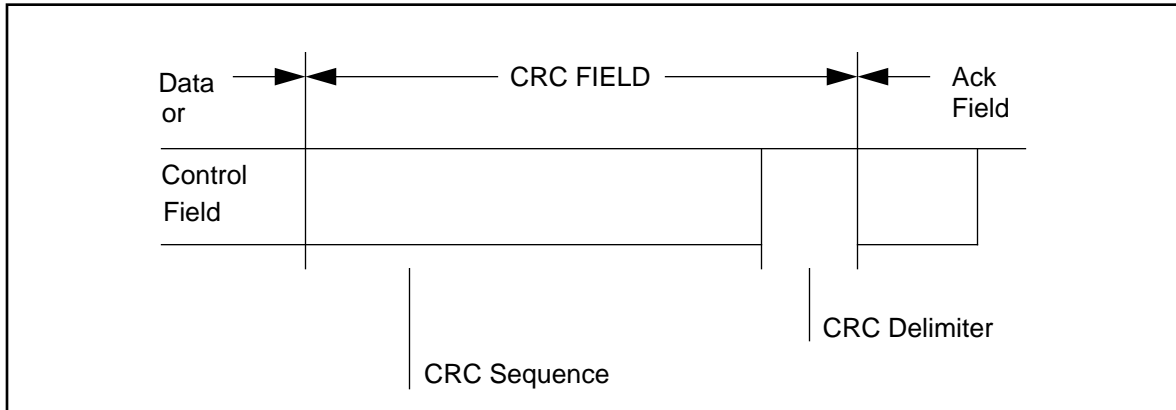 Data
or
CRC FIELD
Ack
Field
Control
Field
CRC Delimiter
CRC Sequence